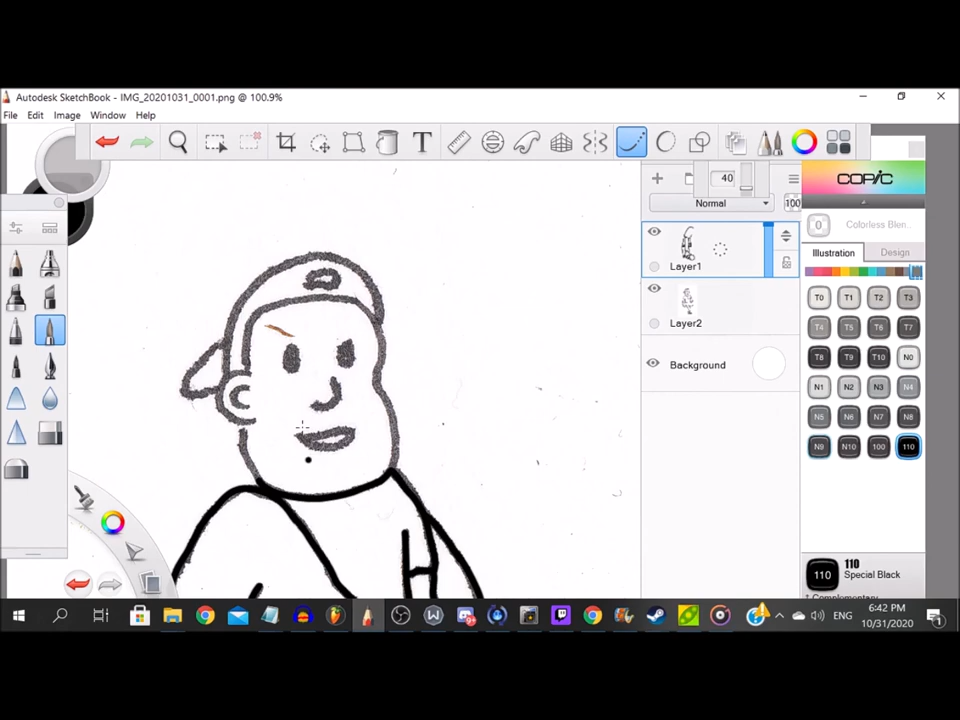 Autodesk SketchBook - IMG_20201031_0001.png @ 100.9%
File Edit Image Window Help
T
40
COPIC
Normal
100
0
Colorless Blen..
Illustration
Design
Layer1
T0 T1 T2 T3
Layer2
T4 T5 T6 T7
Background
T8 T9 T10 N0
N1 N2 N3 N4
N5 N6 N7 N8
N9 N10 100 110
110
110
Special Black
6:42 PM
ENG
10/31/2020
1